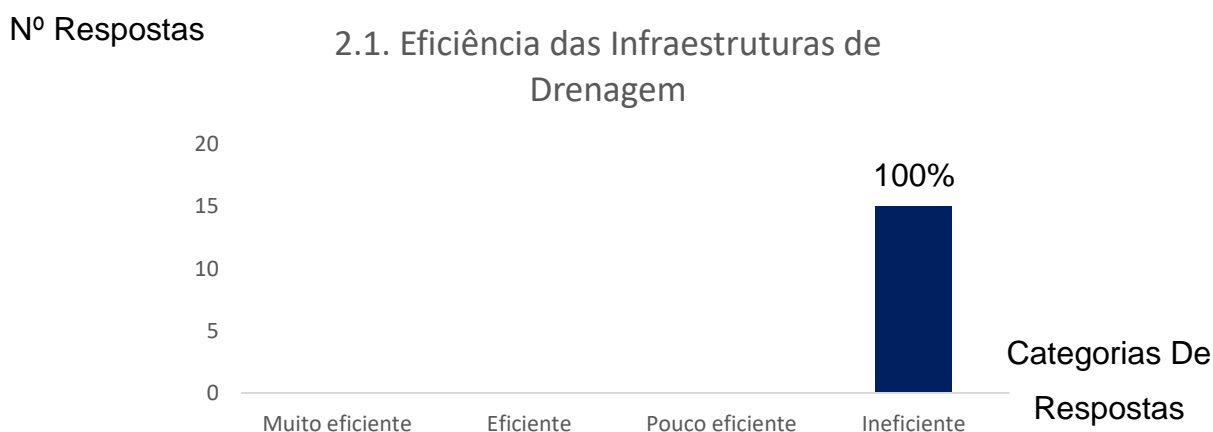 Nº Respostas
2.1. Eficiência das Infraestruturas de
Drenagem
20
100%
15
10
5
0
Categorias De
Respostas
Muito eficiente
Eficiente
Pouco eficiente
Ineficiente